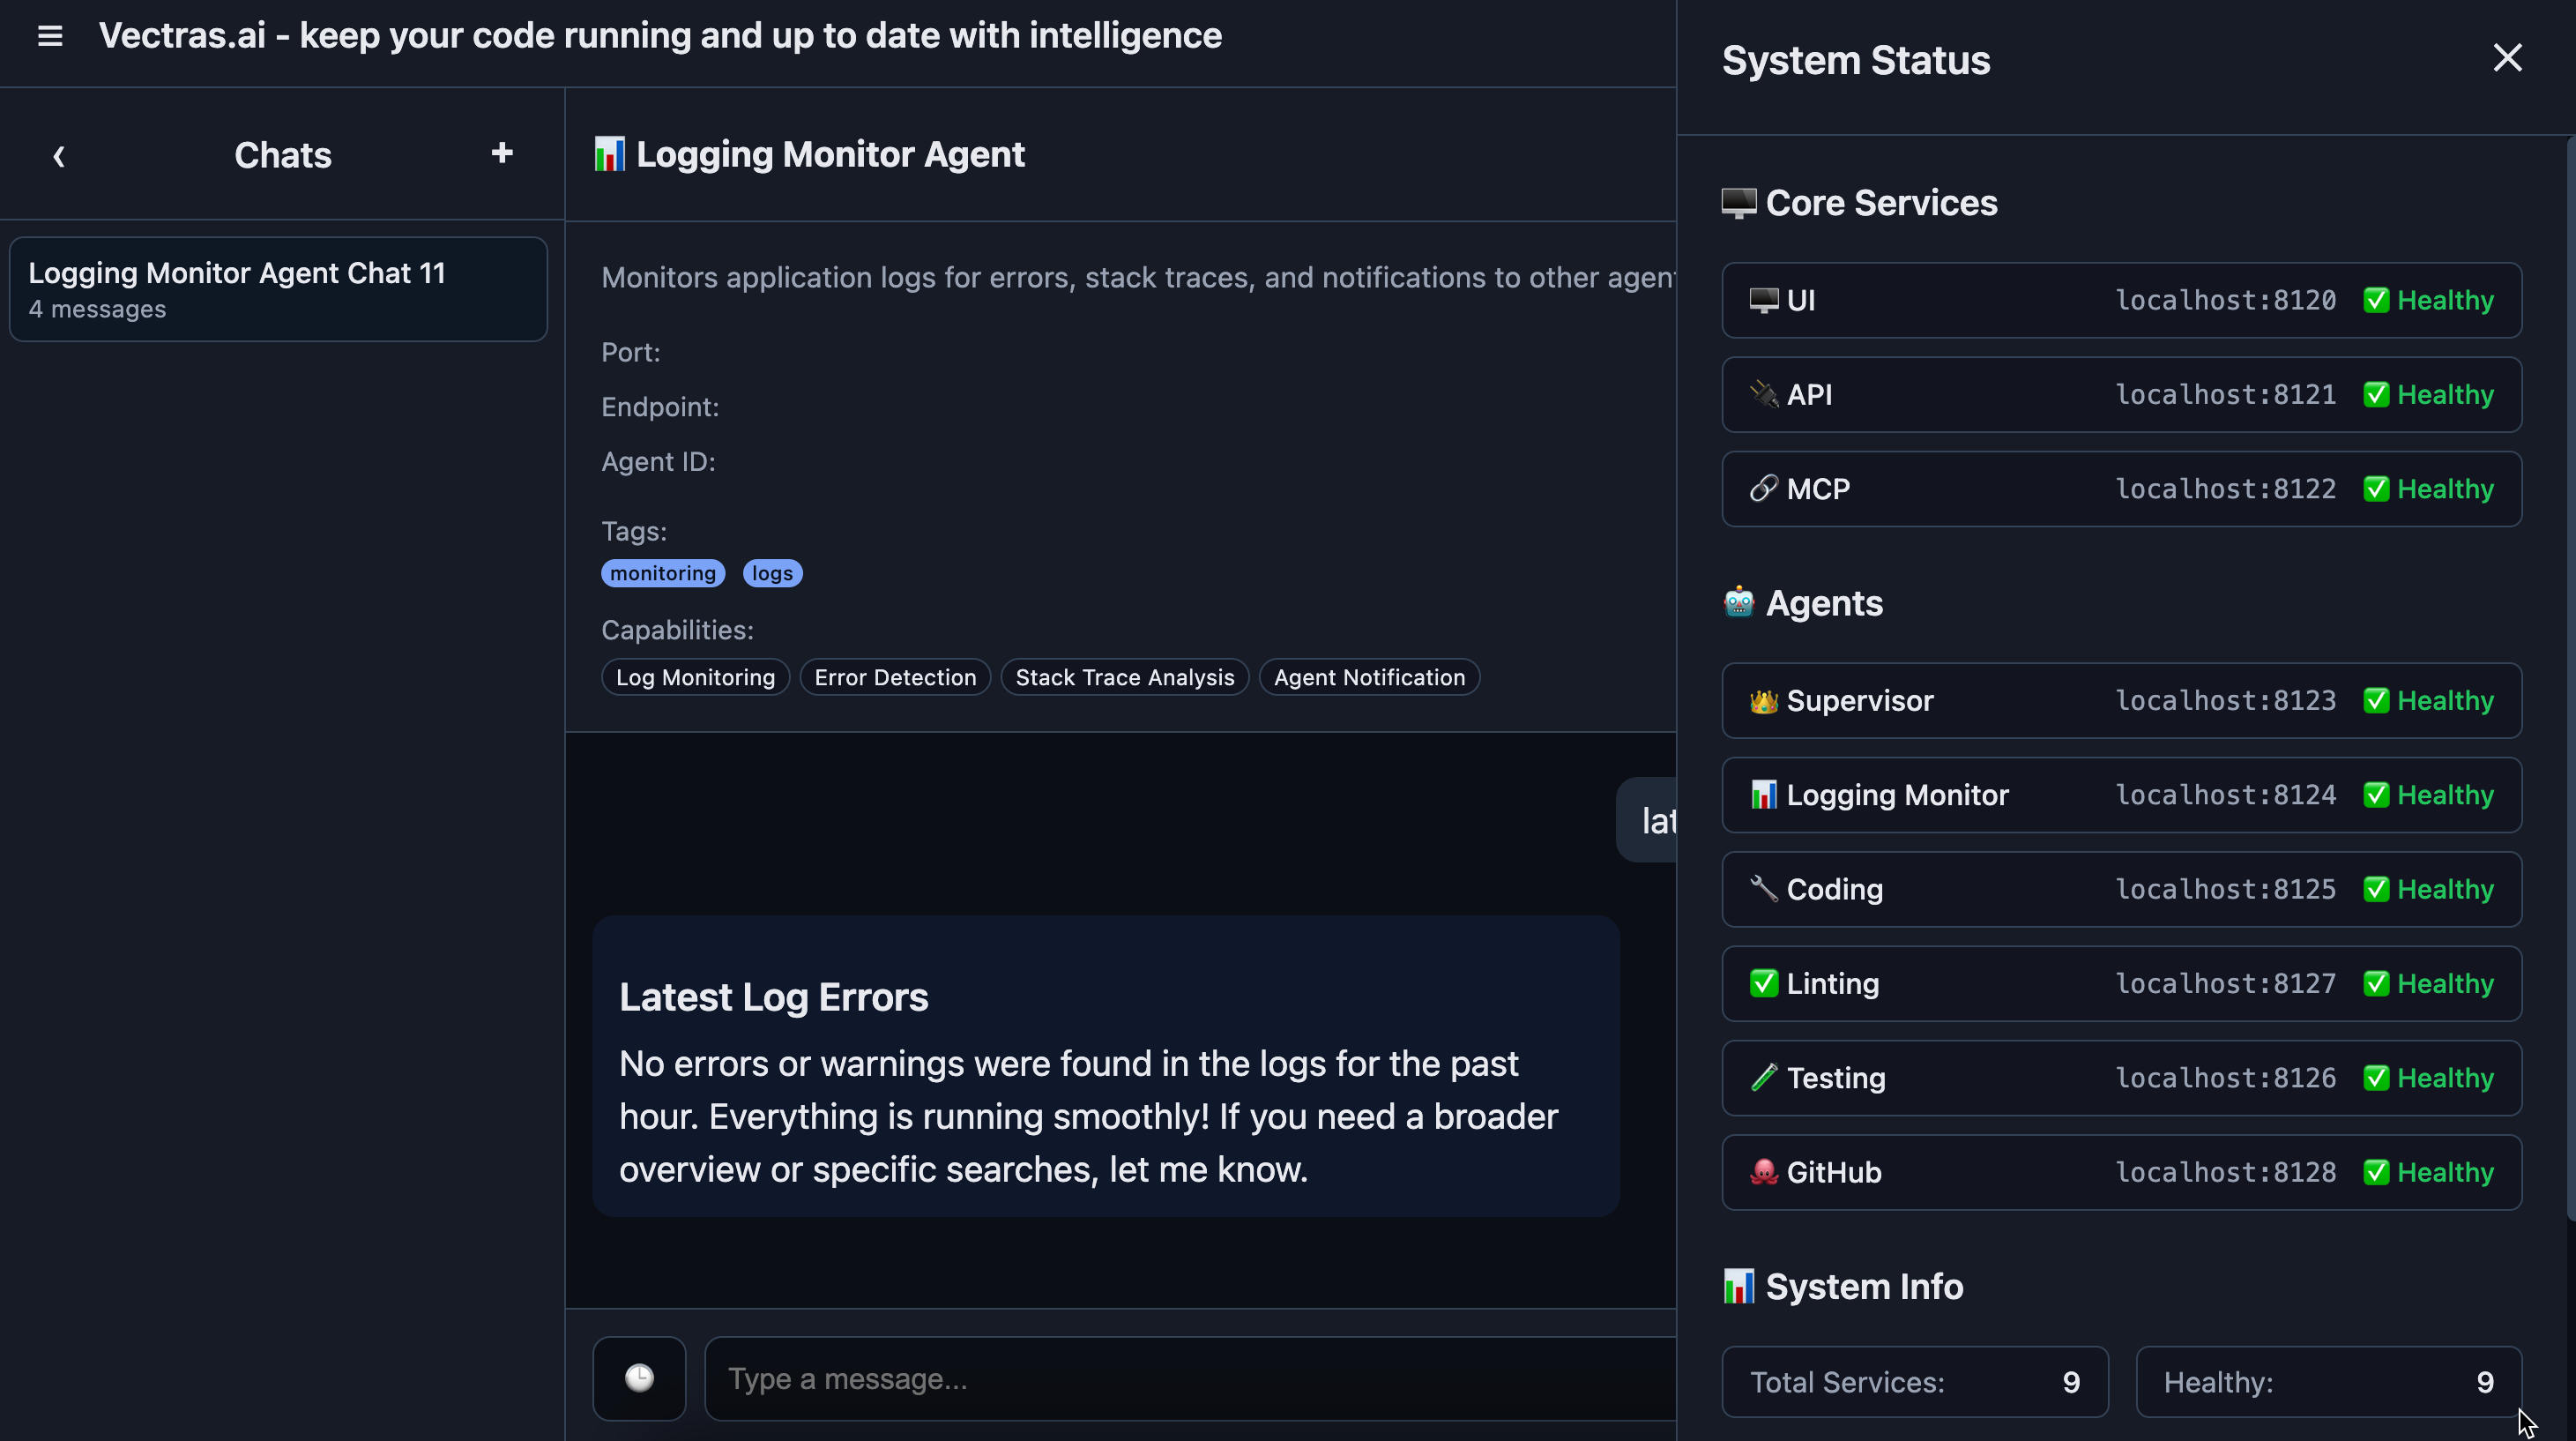 Vectras.ai - keep your code running and up to date with intelligence
Chats
Logging Monitor Agent Chat 11
4 messages
Logging Monitor Agent
Monitors application logs for errors, stack traces, and notifications to other agen
Port:
Endpoint:
Agent ID:
Tags:
monitoring logs
Capabilities:
Log Monitoring Error Detection Stack Trace Analysis Agent Notification
lat
Latest Log Errors
No errors or warnings were found in the logs for the past
hour. Everything is running smoothly! If you need a broader
overview or specific searches, let me know.
Type a message...
System Status
Core Services
UI localhost:8120 Healthy
API localhost:8121 Healthy
MCP localhost:8122 Healthy
Agents
Supervisor localhost:8123 Healthy
Logging Monitor localhost:8124 Healthy
Coding localhost:8125 Healthy
Linting localhost:8127 Healthy
Testing localhost:8126 Healthy
GitHub localhost:8128 Healthy
System Info
Total Services: 9 Healthy: 9